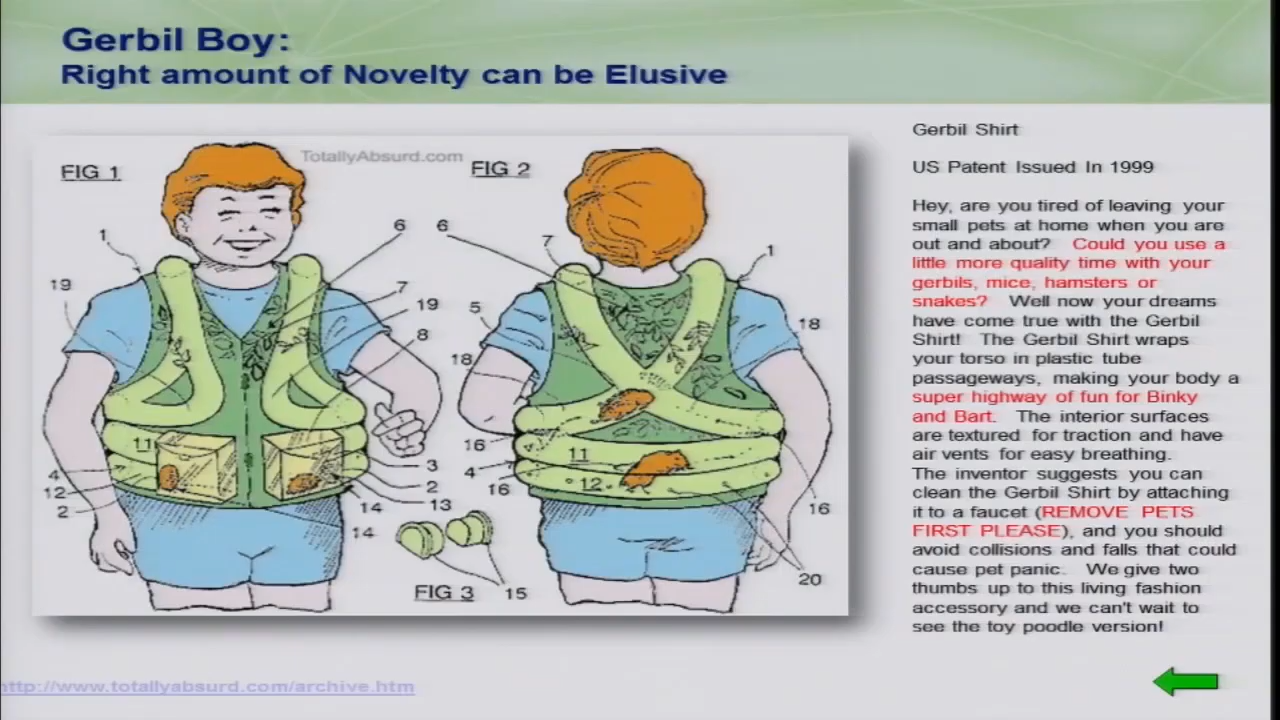 Gerbil Boy:
Right amount of Novelty can be Elusive
TotallyAbsurd.com
FIG 1
FIG 2
1
6
6
7
1
19
7
19
5
8
18
18
11
16
11
4
3
4
12
2
16
12
2
13
14
16
14
20
FIG 3
15
Gerbil Shirt
US Patent Issued In 1999
Hey, are you tired of leaving your
small pets at home when you are
out and about? Could you use a
little more quality time with your
gerbils, mice, hamsters or
snakes? Well now your dreams
have come true with the Gerbil
Shirt! The Gerbil Shirt wraps
your torso in plastic tube
passageways, making your body a
super highway of fun for Binky
and Bart. The interior surfaces
are textured for traction and have
air vents for easy breathing.
The inventor suggests you can
clean the Gerbil Shirt by attaching
it to a faucet (REMOVE PETS
FIRST PLEASE), and you should
avoid collisions and falls that could
cause pet panic. We give two
thumbs up to this living fashion
accessory and we can't wait to
see the toy poodle version!
http://www.totallyabsurd.com/archive.htm